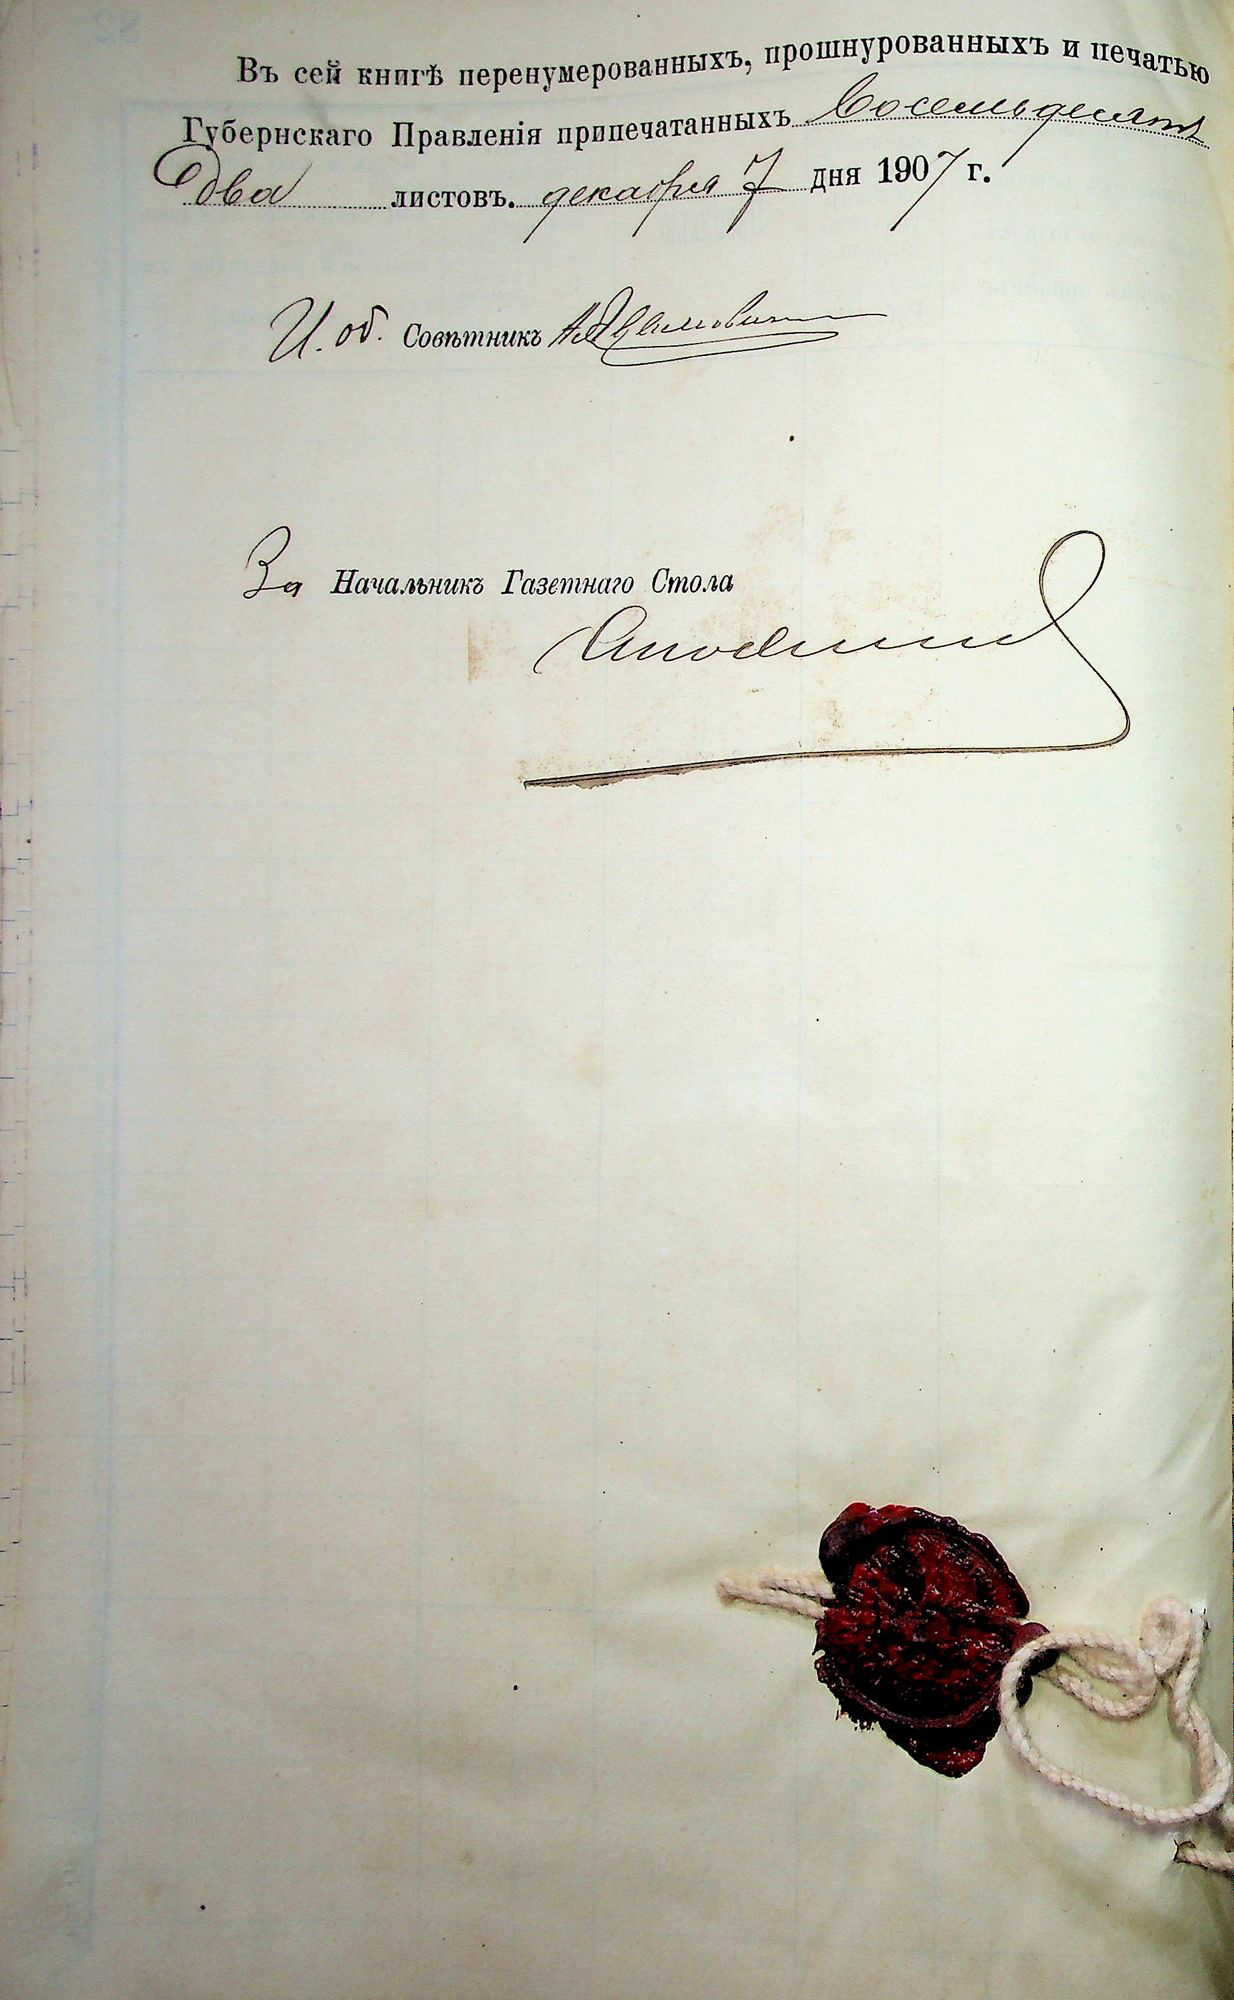 Въ сей книгѣ перенумерованныхъ, прошнурованныхъ и печатью
Губернскаго Правленія припечатанныхъ восемьдесятъ
два листовъ. декабря 7 дня 1907 г.
И. об. Совѣтникъ
За Начальникъ Газетнаго Стола